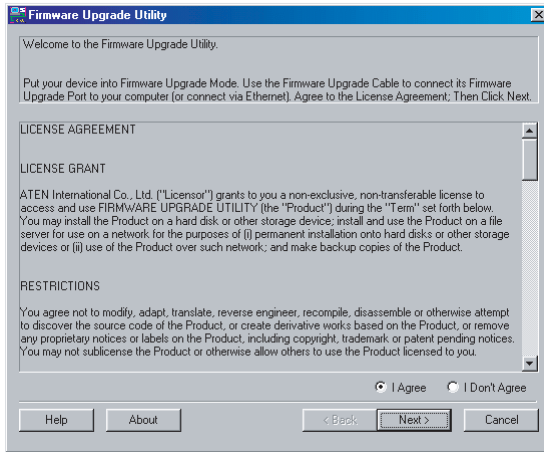 Firmware Upgrade Utility
Welcome to the Firmware Upgrade Utility.
Put your device into Firmware Upgrade Mode. Use the Firmware Upgrade Cable to connect its Firmware
Upgrade Port to your computer (or connect via Ethernet). Agree to the License Agreement; Then Click Next.
LICENSE AGREEMENT
LICENSE GRANT
ATEN International Co., Ltd. ("Licensor") grants to you a non-exclusive, non-transferable license to
access and use FIRMWARE UPGRADE UTILITY (the "Product") during the "Term" set forth below.
You may install the Product on a hard disk or other storage device; install and use the Product on a file
server for use on a network for the purposes of (i) permanent installation onto hard disks or other storage
devices or (ii) use of the Product over such network; and make backup copies of the Product.
RESTRICTIONS
You agree not to modify, adapt, translate, reverse engineer, recompile, disassemble or otherwise attempt
to discover the source code of the Product, or create derivative works based on the Product, or remove
any proprietary notices or labels on the Product, including copyright, trademark or patent pending notices.
You may not sublicense the Product or otherwise allow others to use the Product licensed to you.
I Agree I Don't Agree
Help About < Back Next > Cancel